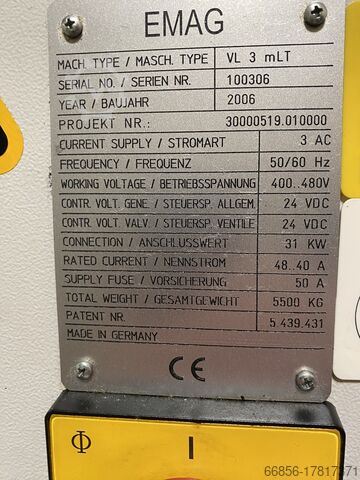 EMAG
MACH. TYPE / MASCH. TYPE VL 3 mLT
SERIAL NO. / SERIEN NR. 100306
YEAR / BAUJAHR 2006
PROJEKT NR.: 30000519.010000
CURRENT SUPPLY / STROMART 3 AC
FREQUENCY / FREQUENZ 50/60 Hz
WORKING VOLTAGE / BETRIEBSSPANNUNG 400..480V
CONTR. VOLT. GENE. / STEUERSP. ALLGEM. 24 VDC
CONTR. VOLT. VALV. / STEUERSP. VENTILE 24 VDC
CONNECTION / ANSCHLUSSWERT 31 KW
RATED CURRENT / NENNSTROM 48..40 A
SUPPLY FUSE / VORSICHERUNG 50 A
TOTAL WEIGHT / GESAMTGEWICHT 5500 KG
PATENT NR. 5.439.431
MADE IN GERMANY
CE
Φ I
66856-17817371